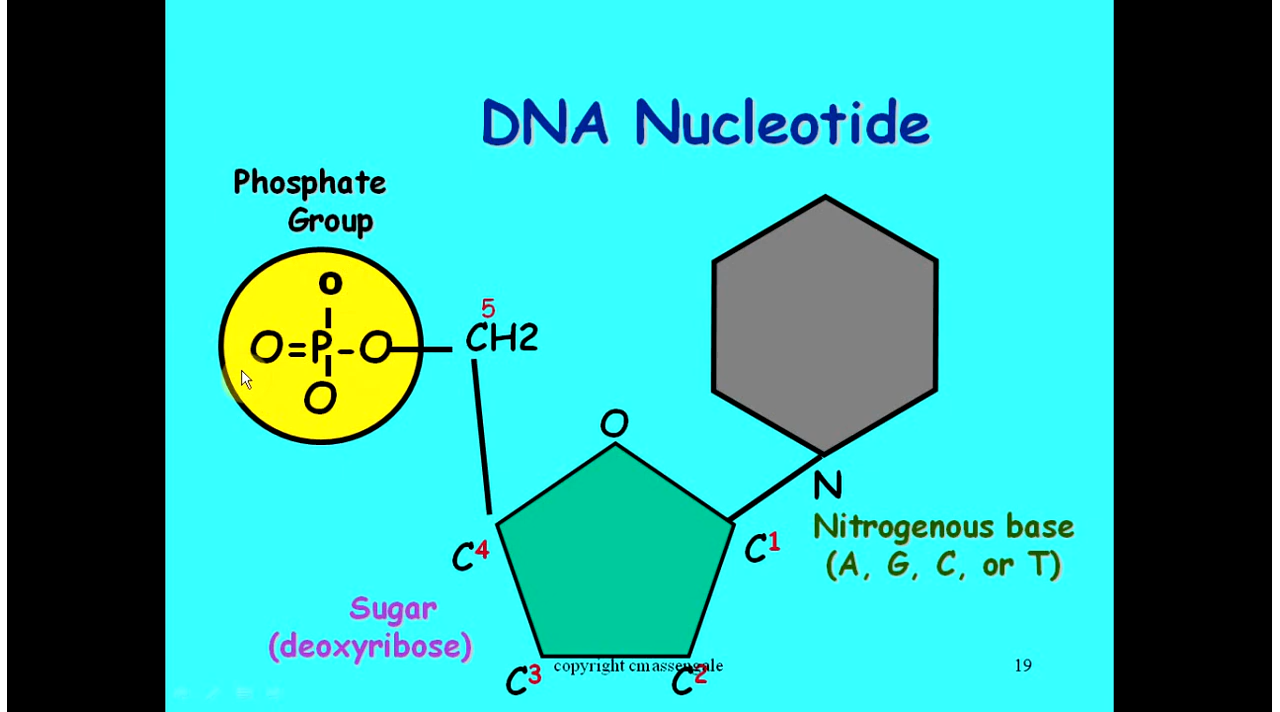 DNA Nucleotide
Phosphate
Group
O
O=P-O
O
5
CH2
O
N
Nitrogenous base
(A, G, C, or T)
C4
C1
Sugar
(deoxyribose)
C3
C2
copyright cmassengale
19